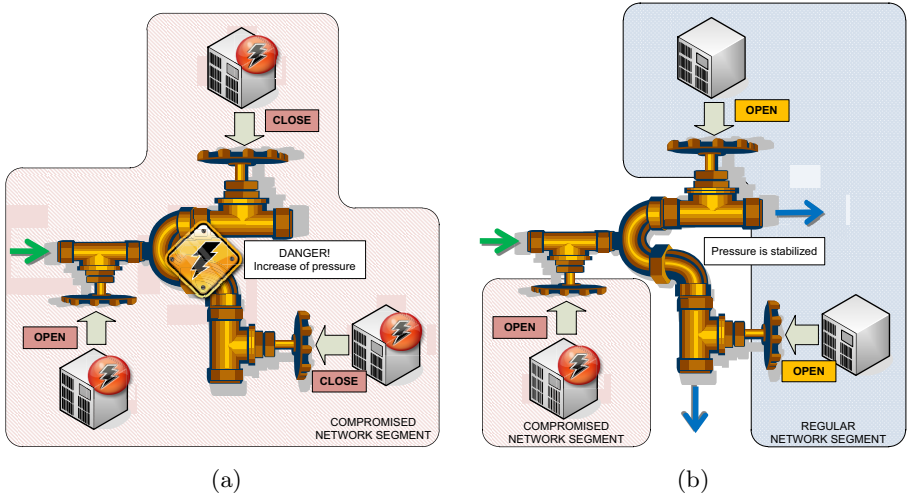 CLOSE
DANGER!
Increase of pressure
OPEN
CLOSE
COMPROMISED
NETWORK SEGMENT
(a)
OPEN
Pressure is stabilized
OPEN
OPEN
COMPROMISED
NETWORK SEGMENT
REGULAR
NETWORK SEGMENT
(b)